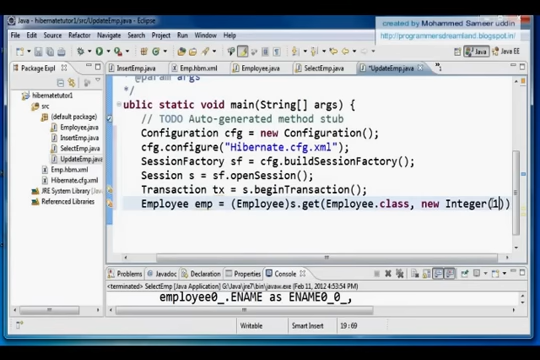 Java - hibernatetutor1/src/UpdateEmp.java - Eclipse
created by Mohammed Sameer uddin
http://programmersdreamland.blogspot.in/
File Edit Source Refactor Navigate Search Project Run Window Help
Java Java EE
Package Expl
InsertEmp.java Emp.hbm.xml Employee.java SelectEmp.java *UpdateEmp.java
hibernatetutor1
src
(default package)
Employee.java
InsertEmp.java
SelectEmp.java
UpdateEmp.java
Emp.hbm.xml
Hibernate.cfg.xml
JRE System Library [Java
Referenced Libraries
* @param args
*/
ublic static void main(String[] args) {
// TODO Auto-generated method stub
Configuration cfg = new Configuration();
cfg.configure("Hibernate.cfg.xml");
SessionFactory sf = cfg.buildSessionFactory();
Session s = sf.openSession();
Transaction tx = s.beginTransaction();
Employee emp = (Employee)s.get(Employee.class, new Integer(1))
Problems Javadoc Declaration Properties Console
<terminated> SelectEmp [Java Application] G:\Java\jre7\bin\javaw.exe (Feb 11, 2012 4:53:54 PM)
employee0_.ENAME as ENAME0_0_,
Writable Smart Insert 19 : 69